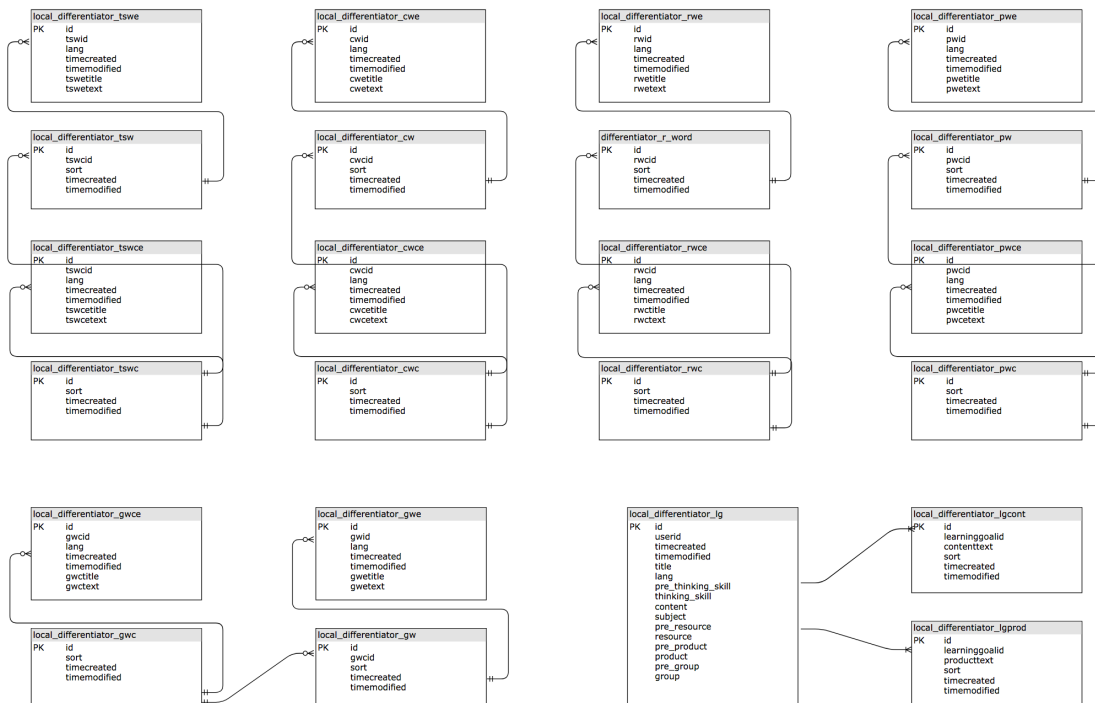 local_differentiator_tswe
PK id
tswid
lang
timecreated
timemodified
tswetitle
tswetext
local_differentiator_cwe
PK id
cwid
lang
timecreated
timemodified
cwetitle
cwetext
local_differentiator_rwe
PK id
rwid
lang
timecreated
timemodified
rwetitle
rwetext
local_differentiator_pwe
PK id
pwid
lang
timecreated
timemodified
pwetitle
pwetext
local_differentiator_tsw
PK id
tswcid
sort
timecreated
timemodified
local_differentiator_cw
PK id
cwcid
sort
timecreated
timemodified
differentiator_r_word
PK id
rwcid
sort
timecreated
timemodified
local_differentiator_pw
PK id
pwcid
sort
timecreated
timemodified
local_differentiator_tswce
PK id
tswcid
lang
timecreated
timemodified
tswcetitle
tswcetext
local_differentiator_cwce
PK id
cwcid
lang
timecreated
timemodified
cwcetitle
cwcetext
local_differentiator_rwce
PK id
rwcid
lang
timecreated
timemodified
rwctitle
rwctext
local_differentiator_pwce
PK id
pwcid
lang
timecreated
timemodified
pwcetitle
pwcetext
local_differentiator_tswc
PK id
sort
timecreated
timemodified
local_differentiator_cwc
PK id
sort
timecreated
timemodified
local_differentiator_rwc
PK id
sort
timecreated
timemodified
local_differentiator_pwc
PK id
sort
timecreated
timemodified
local_differentiator_gwce
PK id
gwcid
lang
timecreated
timemodified
gwctitle
gwctext
local_differentiator_gwe
PK id
gwid
lang
timecreated
timemodified
gwetitle
gwetext
local_differentiator_lg
PK id
userid
timecreated
timemodified
title
lang
pre_thinking_skill
thinking_skill
content
subject
pre_resource
resource
pre_product
product
pre_group
group
local_differentiator_lgcont
PK id
learninggoalid
contenttext
sort
timecreated
timemodified
local_differentiator_gwc
PK id
sort
timecreated
timemodified
local_differentiator_gw
PK id
gwcid
sort
timecreated
timemodified
local_differentiator_lgprod
PK id
learninggoalid
producttext
sort
timecreated
timemodified